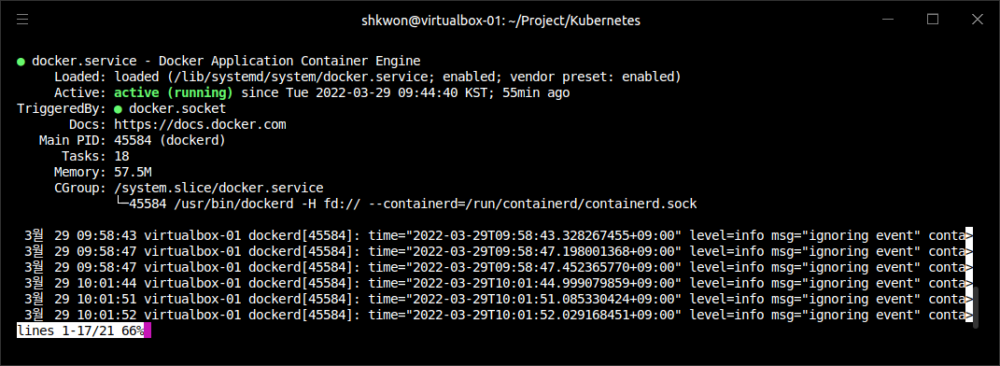 shkwon@virtualbox-01: ~/Project/Kubernetes
● docker.service - Docker Application Container Engine
     Loaded: loaded (/lib/systemd/system/docker.service; enabled; vendor preset: enabled)
     Active: active (running) since Tue 2022-03-29 09:44:40 KST; 55min ago
TriggeredBy: ● docker.socket
       Docs: https://docs.docker.com
   Main PID: 45584 (dockerd)
      Tasks: 18
     Memory: 57.5M
     CGroup: /system.slice/docker.service
             └─45584 /usr/bin/dockerd -H fd:// --containerd=/run/containerd/containerd.sock
 3월 29 09:58:43 virtualbox-01 dockerd[45584]: time="2022-03-29T09:58:43.328267455+09:00" level=info msg="ignoring event" conta>
 3월 29 09:58:47 virtualbox-01 dockerd[45584]: time="2022-03-29T09:58:47.198001368+09:00" level=info msg="ignoring event" conta>
 3월 29 09:58:47 virtualbox-01 dockerd[45584]: time="2022-03-29T09:58:47.452365770+09:00" level=info msg="ignoring event" conta>
 3월 29 10:01:44 virtualbox-01 dockerd[45584]: time="2022-03-29T10:01:44.999079859+09:00" level=info msg="ignoring event" conta>
 3월 29 10:01:51 virtualbox-01 dockerd[45584]: time="2022-03-29T10:01:51.085330424+09:00" level=info msg="ignoring event" conta>
 3월 29 10:01:52 virtualbox-01 dockerd[45584]: time="2022-03-29T10:01:52.029168451+09:00" level=info msg="ignoring event" conta>
lines 1-17/21 66%